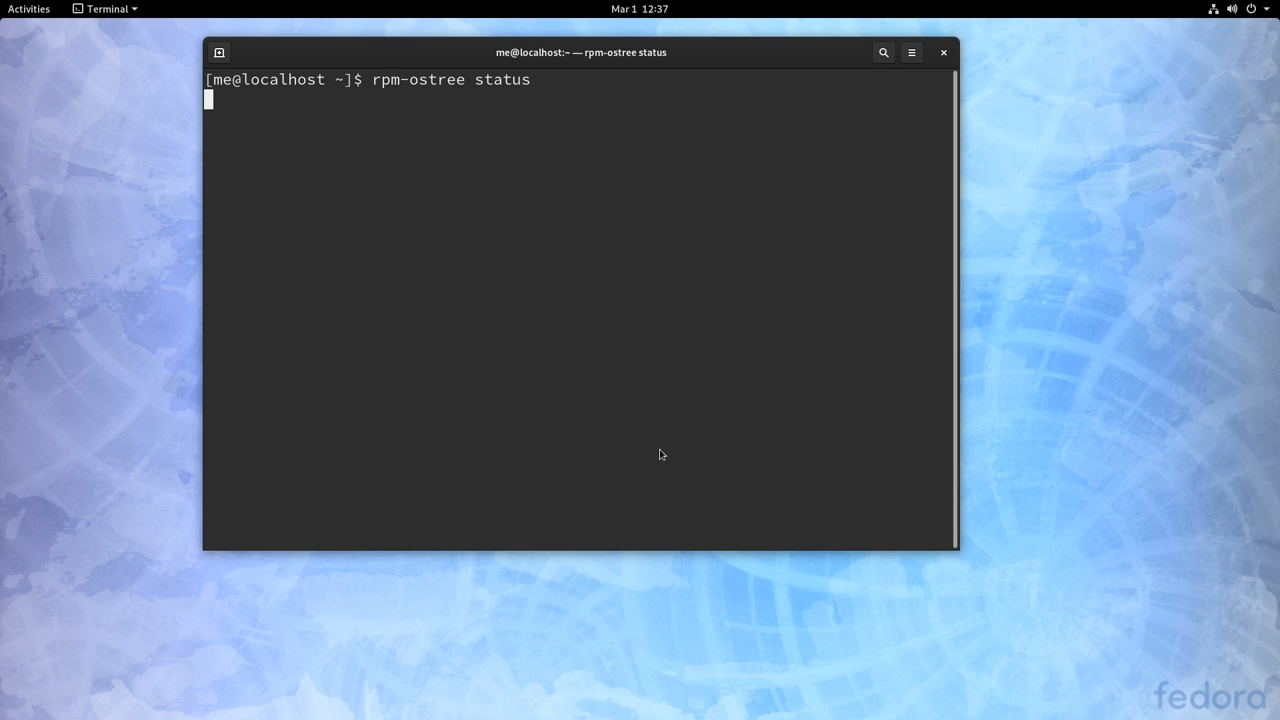 Activities Terminal Mar 1 12:37
me@localhost:~ — rpm-ostree status
[me@localhost ~]$ rpm-ostree status
fedora